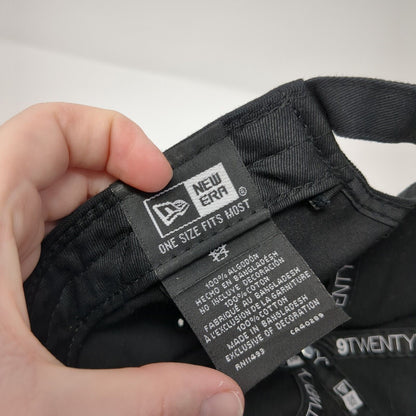 NEW
ERA®
ONE SIZE FITS MOST
100% ALGODÓN
HECHO EN BANGLADESH
NO INCLUYE DECORACIÓN
100% COTON
FABRIQUÉ AU BANGLADESH
À L'EXCLUSION DE LA GARNITURE
100% COTTON
MADE IN BANGLADESH
EXCLUSIVE OF DECORATION
RN11493 CA40299
9TWENTY